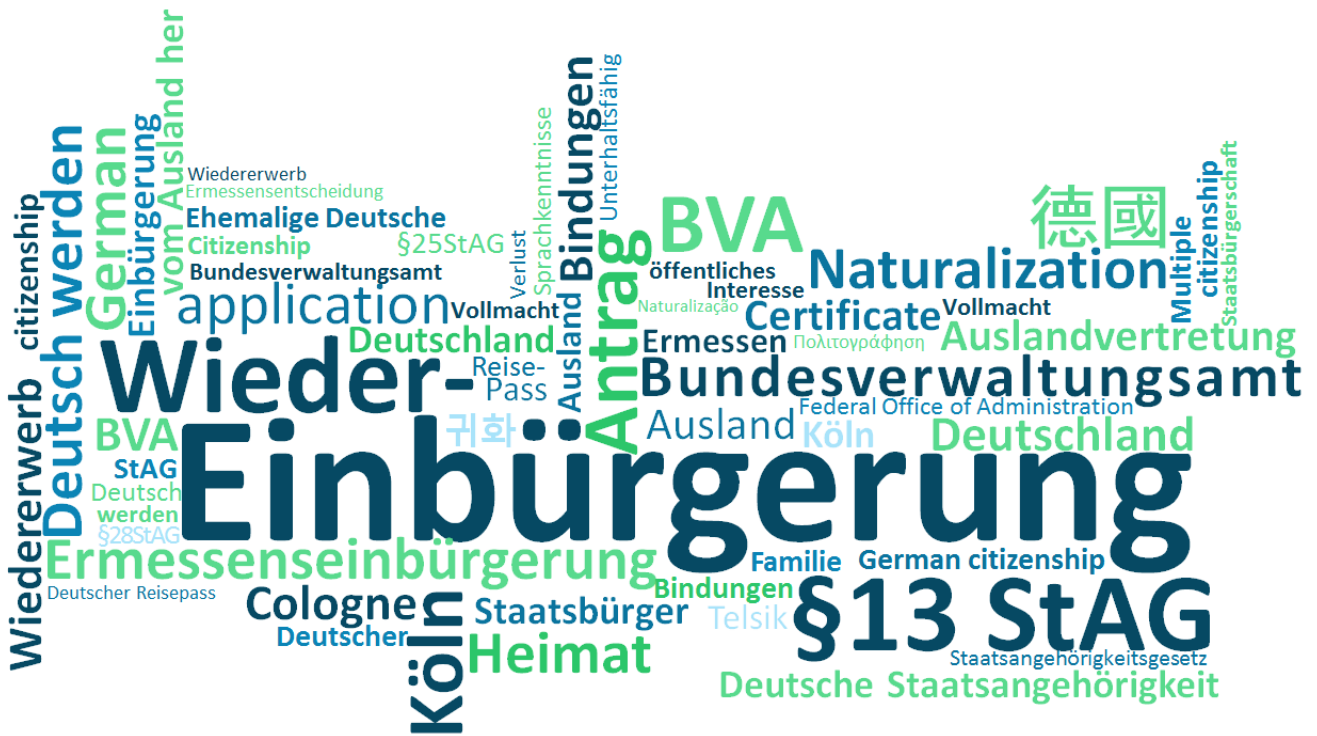 Wiedererwerb
citizenship
Deutsch werden
German
Einbürgerung
vom Ausland her
Wiedererwerb
Ermessensentscheidung
Ehemalige Deutsche
Citizenship
§25StAG
Bundesverwaltungsamt
application
Vollmacht
Verlust
Sprachkenntnisse
Bindungen
Unterhaltsfähig
Ausland
Antrag
Deutschland
Wieder-
Reise-
Pass
BVA
öffentliches
Interesse
Naturalização
Naturalization
德國
Multiple
citizenship
Staatsbürgerschaft
Certificate
Vollmacht
Ermessen
Πολιτογράφηση
Auslandvertretung
Bundesverwaltungsamt
Federal Office of Administration
Ausland
Köln
Deutschland
귀화
BVA
StAG
Deutsch
werden
§28StAG
Einbürgerung
Ermessenseinbürgerung
Familie
German citizenship
Deutscher Reisepass
Cologne
Deutscher
Köln
Staatsbürger
Bindungen
Telsik
§13 StAG
Heimat
Staatsangehörigkeitsgesetz
Deutsche Staatsangehörigkeit